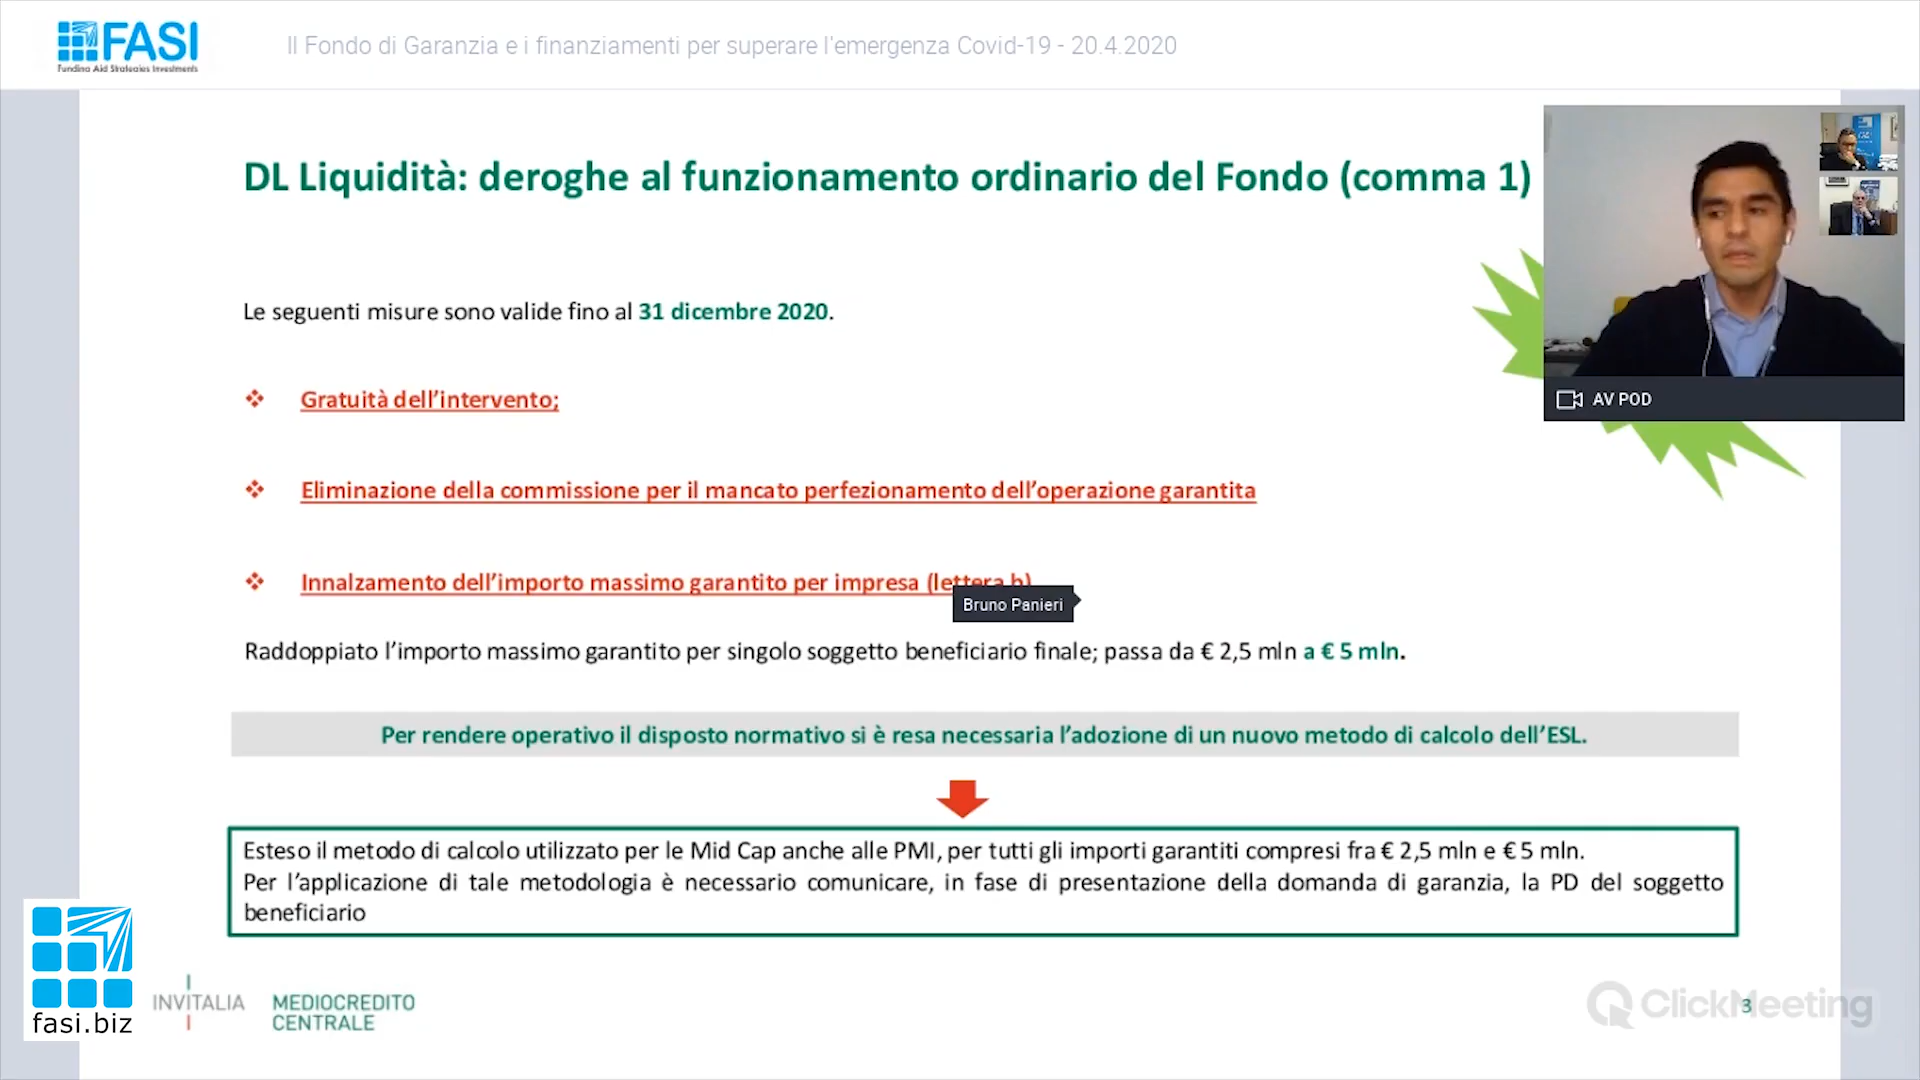 FASI
Funding Aid Strategies Investments
Il Fondo di Garanzia e i finanziamenti per superare l'emergenza Covid-19 - 20.4.2020
DL Liquidità: deroghe al funzionamento ordinario del Fondo (comma 1)
Le seguenti misure sono valide fino al 31 dicembre 2020.
AV POD
❖ Gratuità dell’intervento;
❖ Eliminazione della commissione per il mancato perfezionamento dell’operazione garantita
❖ Innalzamento dell’importo massimo garantito per impresa (lettera b)
Bruno Panieri
Raddoppiato l’importo massimo garantito per singolo soggetto beneficiario finale; passa da € 2,5 mln a € 5 mln.
Per rendere operativo il disposto normativo si è resa necessaria l’adozione di un nuovo metodo di calcolo dell’ESL.
Esteso il metodo di calcolo utilizzato per le Mid Cap anche alle PMI, per tutti gli importi garantiti compresi fra € 2,5 mln e € 5 mln.
Per l’applicazione di tale metodologia è necessario comunicare, in fase di presentazione della domanda di garanzia, la PD del soggetto
beneficiario
fasi.biz
INVITALIA
MEDIOCREDITO
CENTRALE
ClickMeeting
3